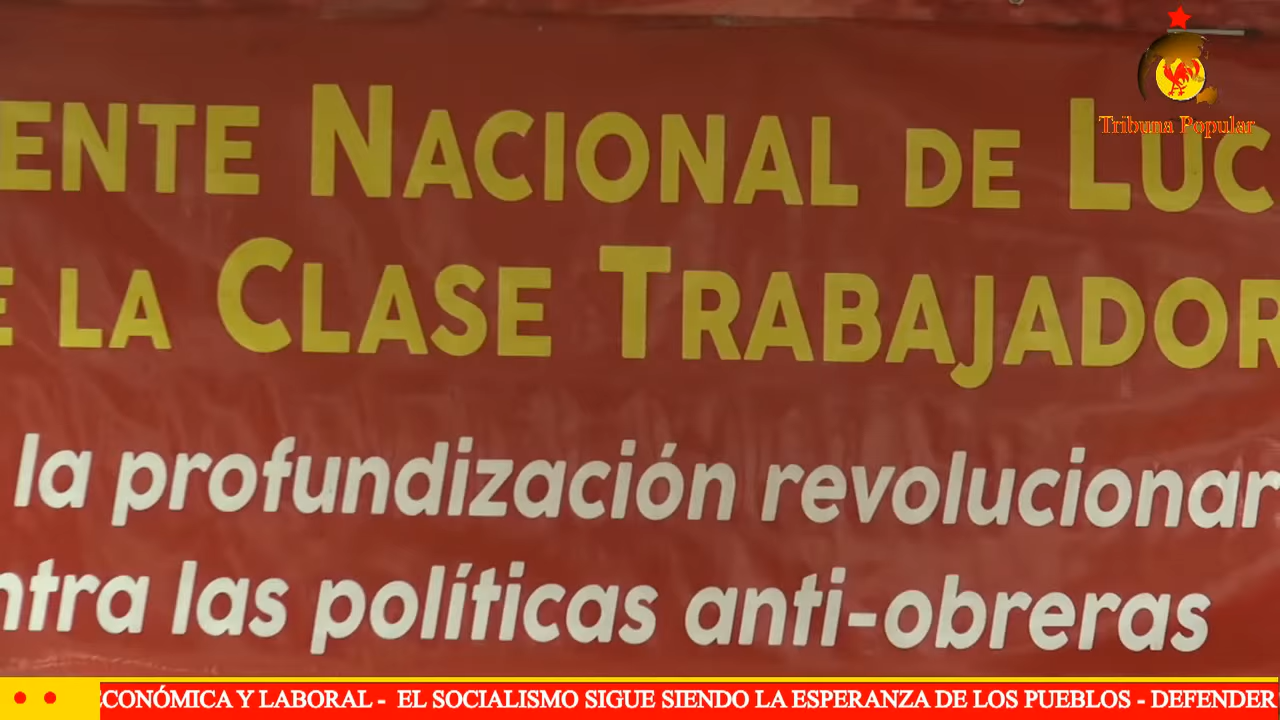 Tribuna Popular
ENTE NACIONAL DE LUC
E LA CLASE TRABAJADOR
la profundización revolucionar
ntra las políticas anti-obreras
CONÓMICA Y LABORAL - EL SOCIALISMO SIGUE SIENDO LA ESPERANZA DE LOS PUEBLOS - DEFENDER